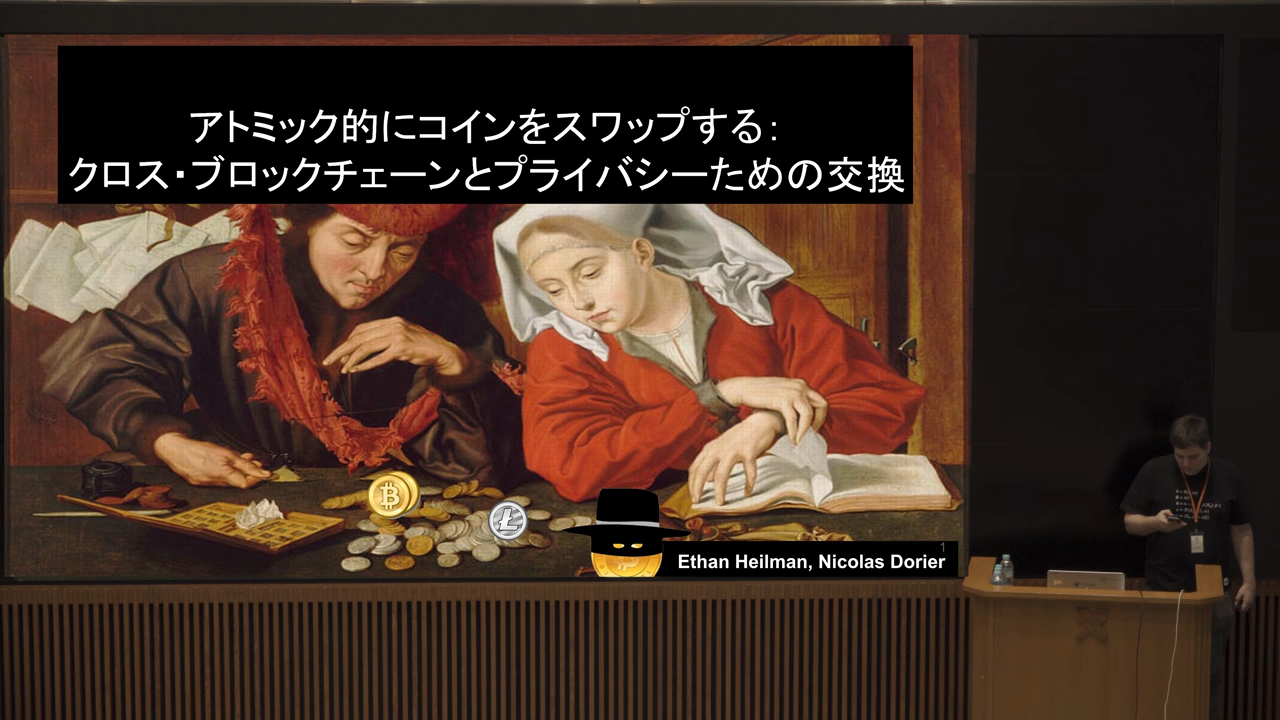 アトミック的にコインをスワップする:
クロス・ブロックチェーンとプライバシーための交換
1
Ethan Heilman, Nicolas Dorier